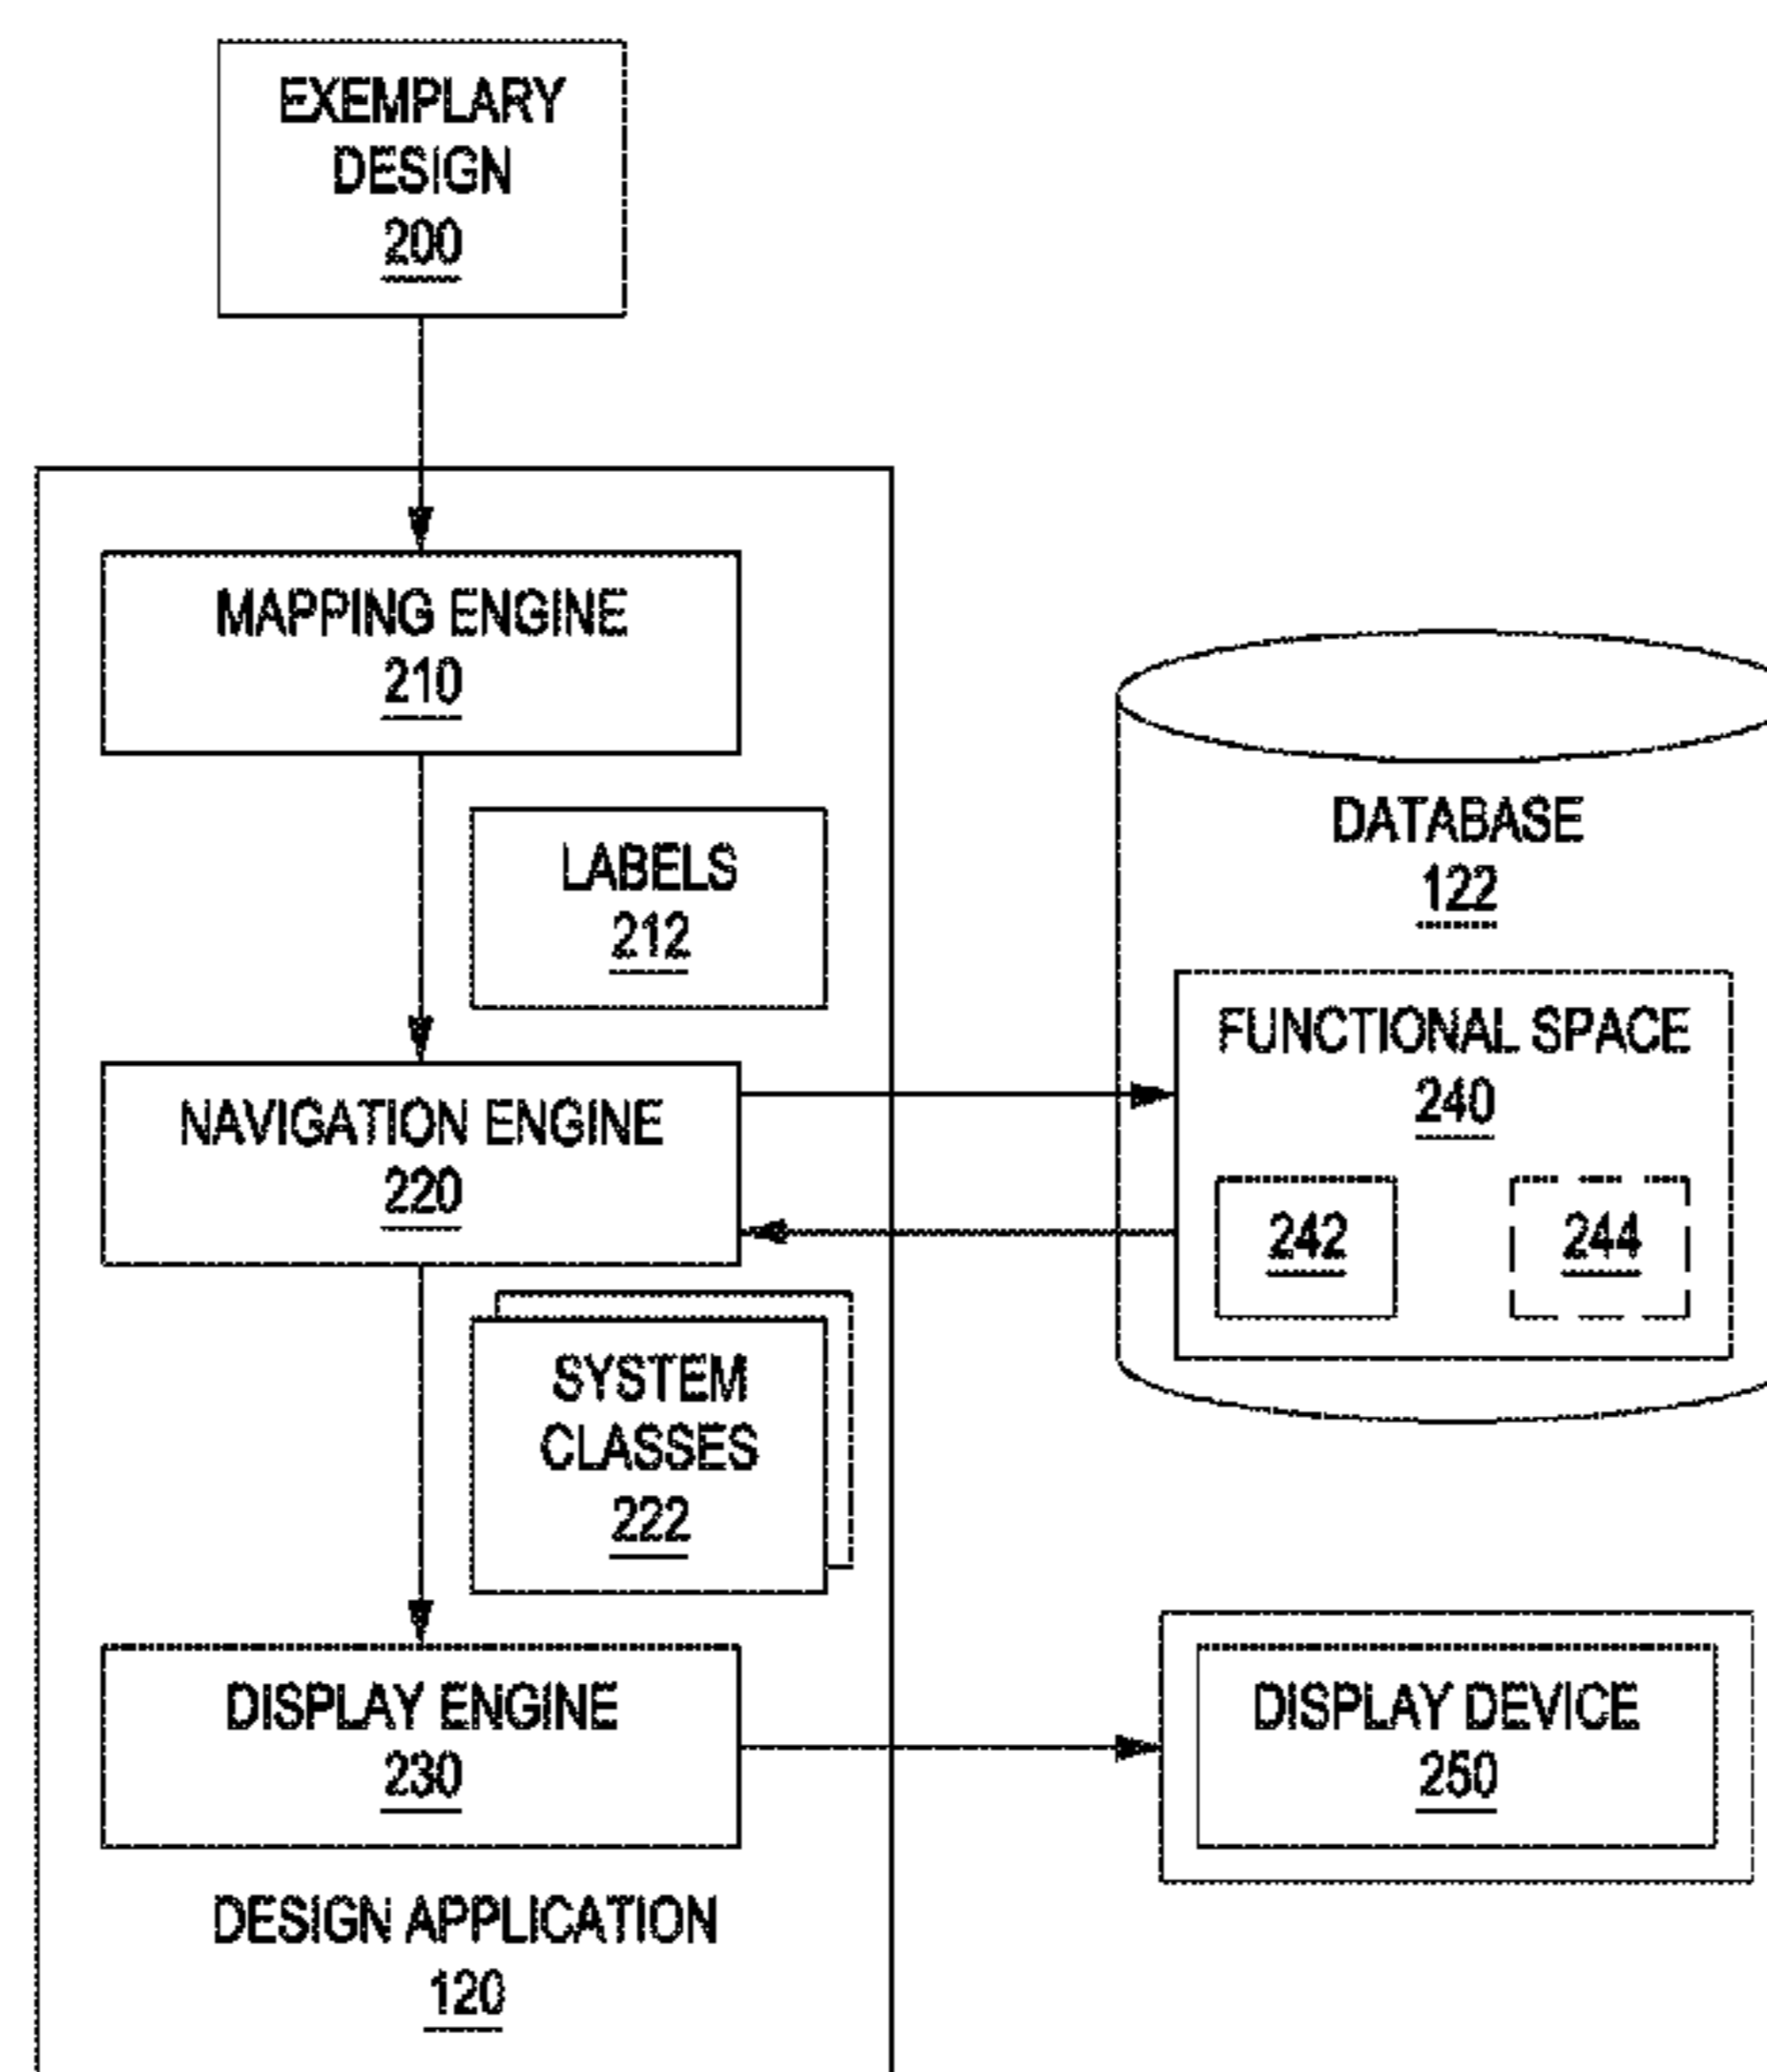 EXEMPLARY
DESIGN
200
MAPPING ENGINE
210
LABELS
212
DATABASE
122
FUNCTIONAL SPACE
240
242
244
NAVIGATION ENGINE
220
SYSTEM
CLASSES
222
DISPLAY ENGINE
230
DISPLAY DEVICE
250
DESIGN APPLICATION
120